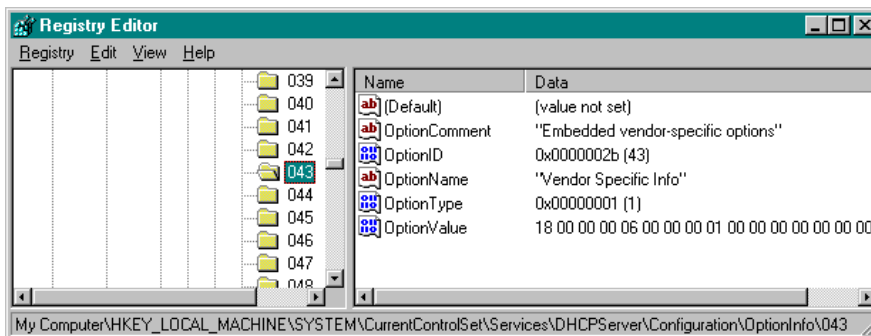 Registry Editor
Registry Edit View Help
039
040
041
042
043
044
045
046
047
048
Name Data
(Default) (value not set)
OptionComment "Embedded vendor-specific options"
OptionID 0x0000002b (43)
OptionName "Vendor Specific Info"
OptionType 0x00000001 (1)
OptionValue 18 00 00 00 06 00 00 00 01 00 00 00 00 00 00 00
My Computer\HKEY_LOCAL_MACHINE\SYSTEM\CurrentControlSet\Services\DHCPServer\Configuration\OptionInfo\043